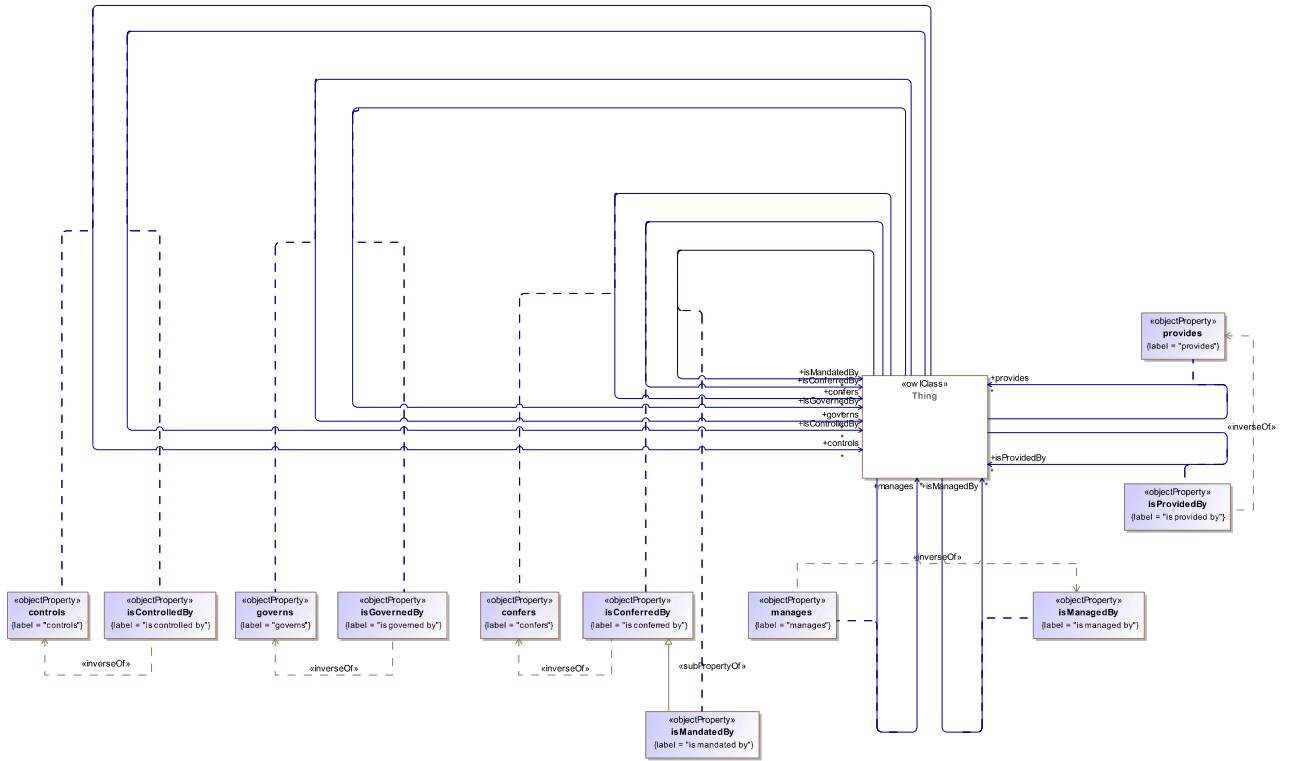 «objectProperty»
provides
{label = "provides"}
+isMandatedBy
+isConferredBy
+confers
+isGovernedBy
+governs
+isControlledBy
*
+controls
*
«owlClass»
Thing
+provides
*
«inverseOf»
+isProvidedBy
*
+manages
*
+isManagedBy
*
«objectProperty»
isProvidedBy
{label = "is provided by"}
«inverseOf»
«objectProperty»
controls
{label = "controls"}
«objectProperty»
isControlledBy
{label = "is controlled by"}
«objectProperty»
governs
{label = "governs"}
«objectProperty»
isGovernedBy
{label = "is governed by"}
«objectProperty»
confers
{label = "confers"}
«objectProperty»
isConferredBy
{label = "is conferred by"}
«objectProperty»
manages
{label = "manages"}
«objectProperty»
isManagedBy
{label = "is managed by"}
«inverseOf»
«inverseOf»
«inverseOf»
«subPropertyOf»
«objectProperty»
isMandatedBy
{label = "is mandated by"}